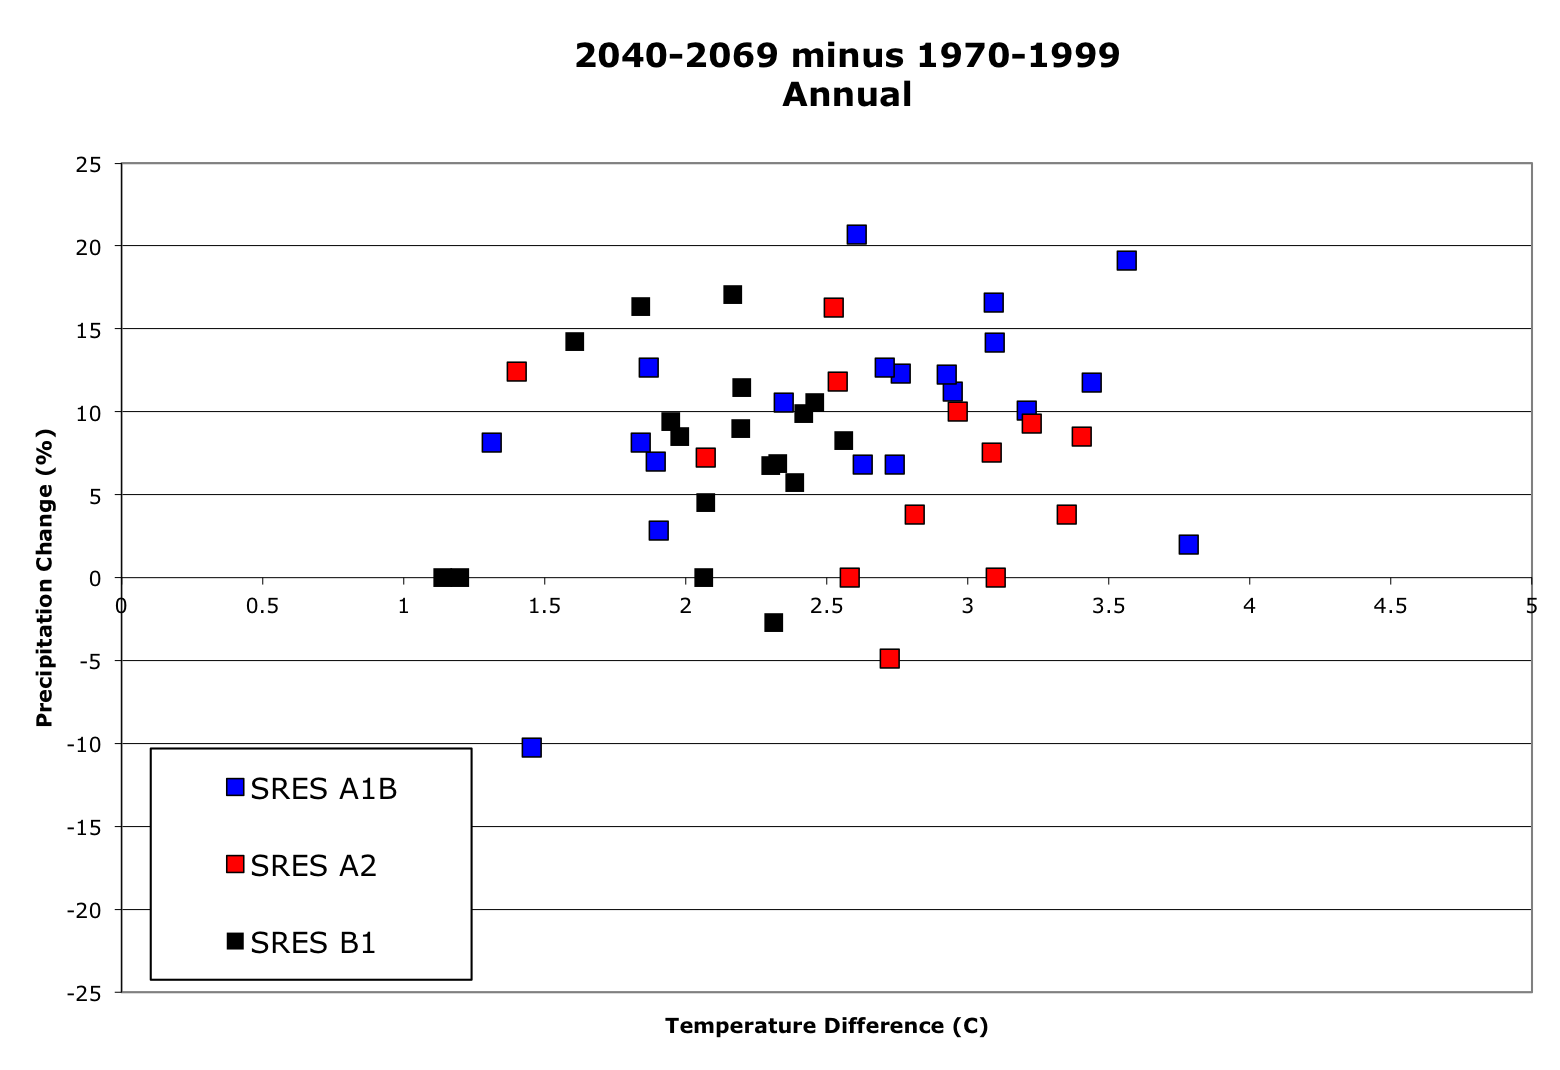 2040-2069 minus 1970-1999
Annual
25
20
15
10
5
0
-5
-10
-15
-20
-25
0 0.5 1 1.5 2 2.5 3 3.5 4 4.5 5
Precipitation Change (%)
SRES A1B
SRES A2
SRES B1
Temperature Difference (C)